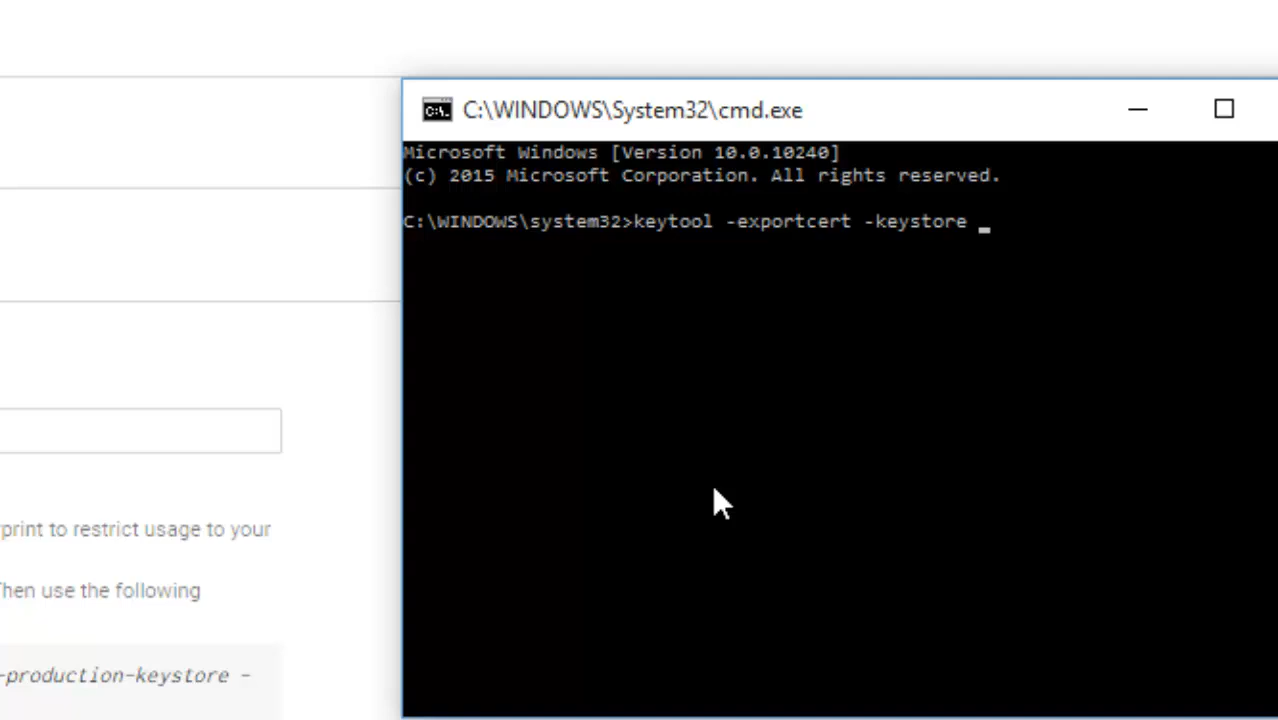 C:\WINDOWS\System32\cmd.exe
Microsoft Windows [Version 10.0.10240]
(c) 2015 Microsoft Corporation. All rights reserved.
C:\WINDOWS\system32>keytool -exportcert -keystore _
print to restrict usage to your
Then use the following
-production-keystore -